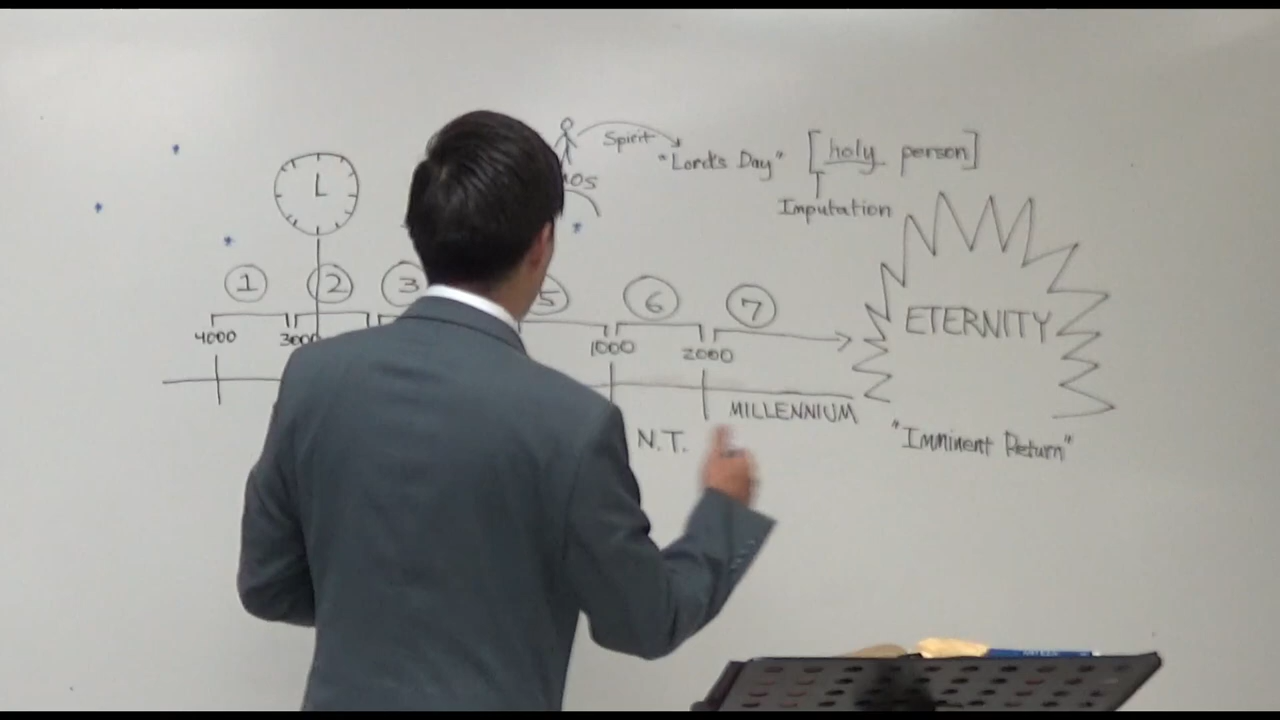 Spirit
"Lord's Day" [holy person]
Imputation
L
1 2 3 5 6 7
4000 3000 1000 2000
ETERNITY
MILLENNIUM
N.T.
"Imminent Return"